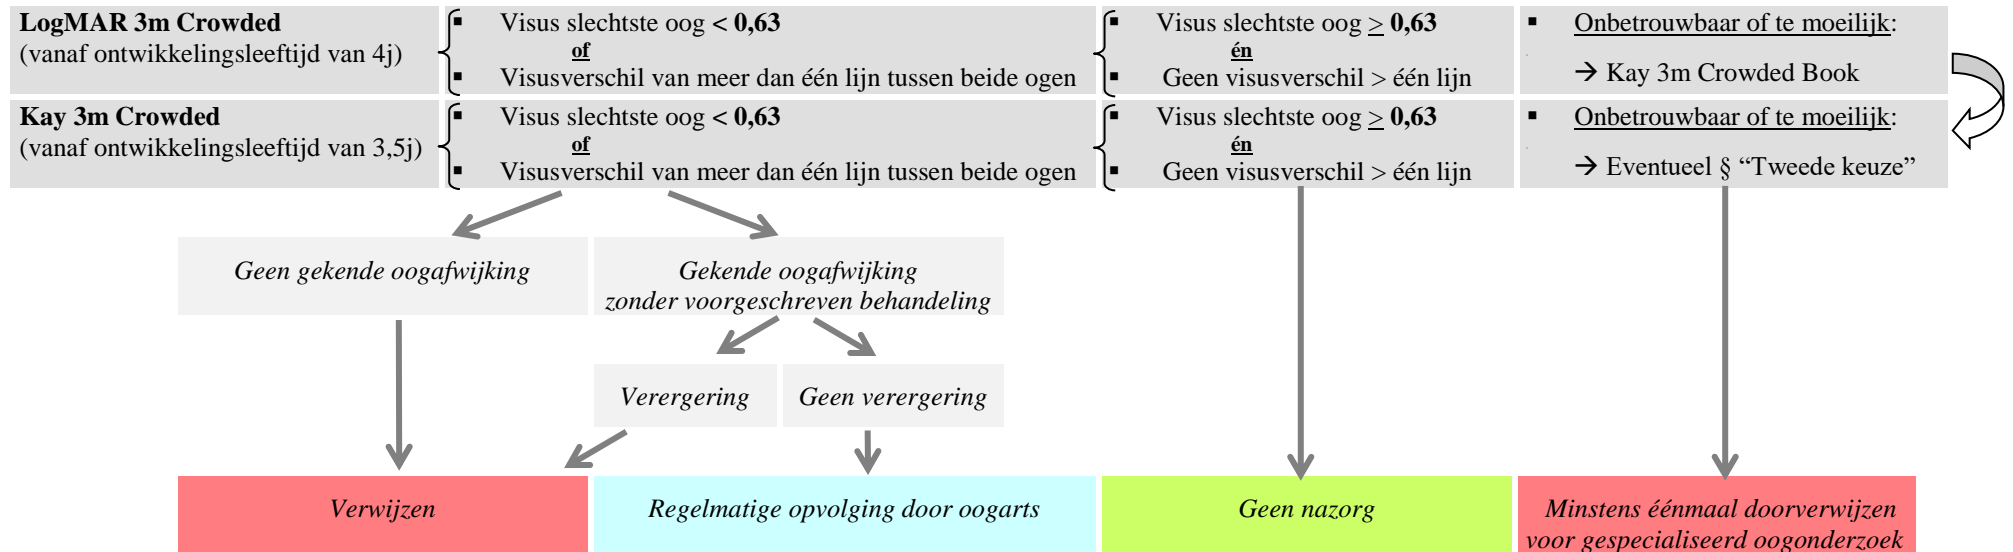 LogMAR 3m Crowded
(vanaf ontwikkelingsleeftijd van 4j)
▪ Visus slechtste oog < 0,63
of
▪ Visusverschil van meer dan één lijn tussen beide ogen
▪ Visus slechtste oog ≥ 0,63
én
▪ Geen visusverschil > één lijn
▪ Onbetrouwbaar of te moeilijk:
→ Kay 3m Crowded Book
Kay 3m Crowded
(vanaf ontwikkelingsleeftijd van 3,5j)
▪ Visus slechtste oog < 0,63
of
▪ Visusverschil van meer dan één lijn tussen beide ogen
▪ Visus slechtste oog ≥ 0,63
én
▪ Geen visusverschil > één lijn
▪ Onbetrouwbaar of te moeilijk:
→ Eventueel § “Tweede keuze”
Geen gekende oogafwijking
Gekende oogafwijking
zonder voorgeschreven behandeling
Verergering
Geen verergering
Verwijzen
Regelmatige opvolging door oogarts
Geen nazorg
Minstens éénmaal doorverwijzen
voor gespecialiseerd oogonderzoek